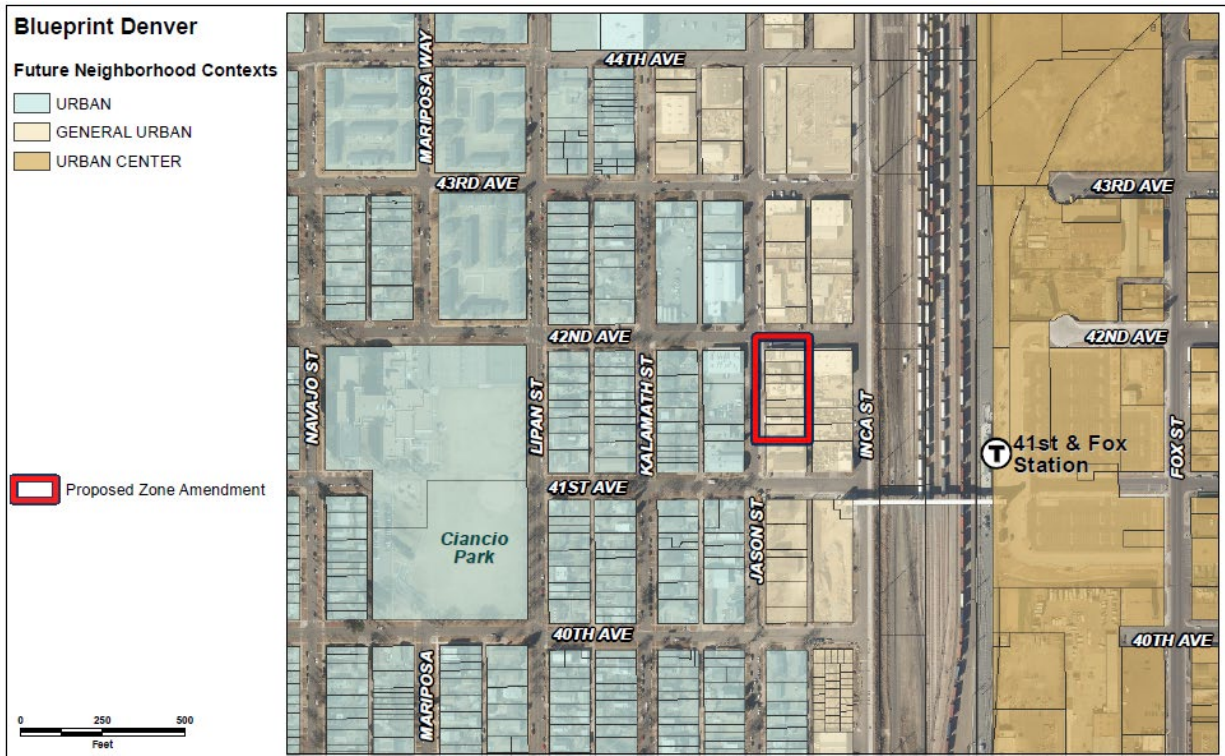 Blueprint Denver
Future Neighborhood Contexts
URBAN
GENERAL URBAN
URBAN CENTER
Proposed Zone Amendment
0 250 500
Feet
44TH AVE
MARIPOSA WAY
43RD AVE
43RD AVE
42ND AVE
42ND AVE
NAVAJO ST
LIPAN ST
KALAMATH ST
INCA ST
T 41st & Fox
Station
FOX ST
41ST AVE
JASON ST
Ciancio
Park
40TH AVE
40TH AVE
MARIPOSA